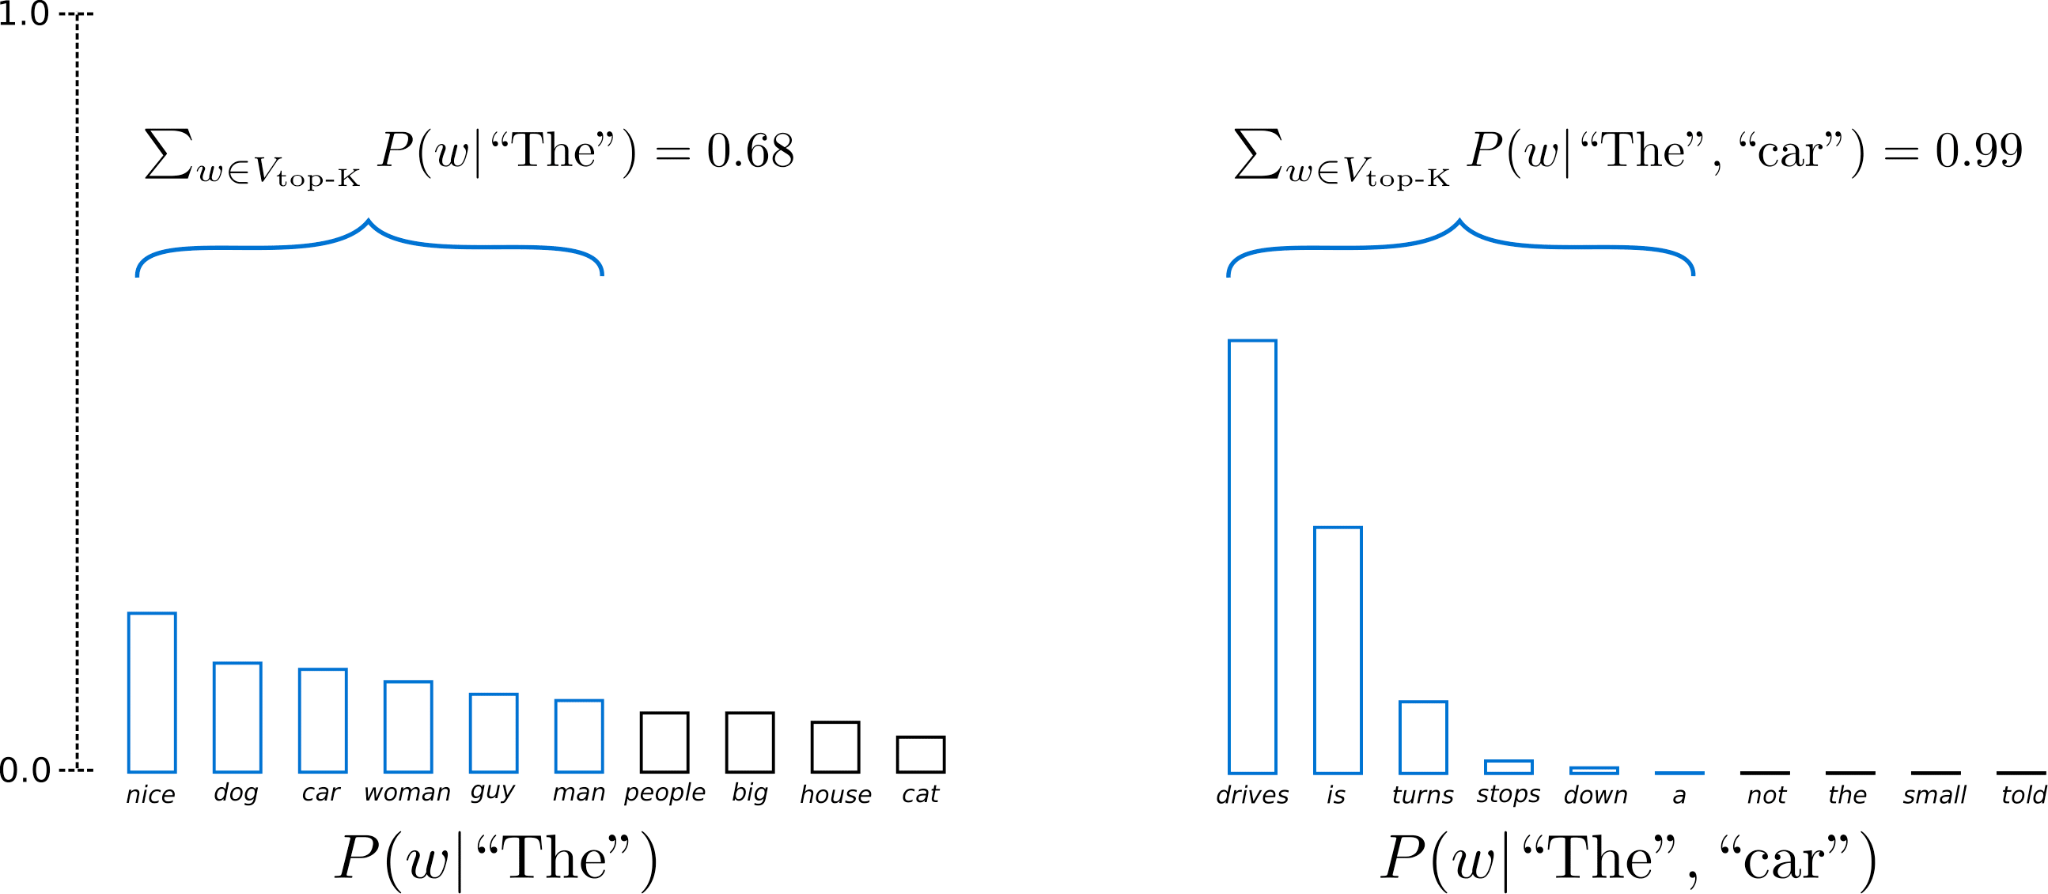 1.0
∑w∈Vtop-K P(w|“The”) = 0.68
∑w∈Vtop-K P(w|“The”, “car”) = 0.99
0.0
nice dog car woman guy man people big house cat
drives is turns stops down a not the small told
P(w|“The”)
P(w|“The”, “car”)